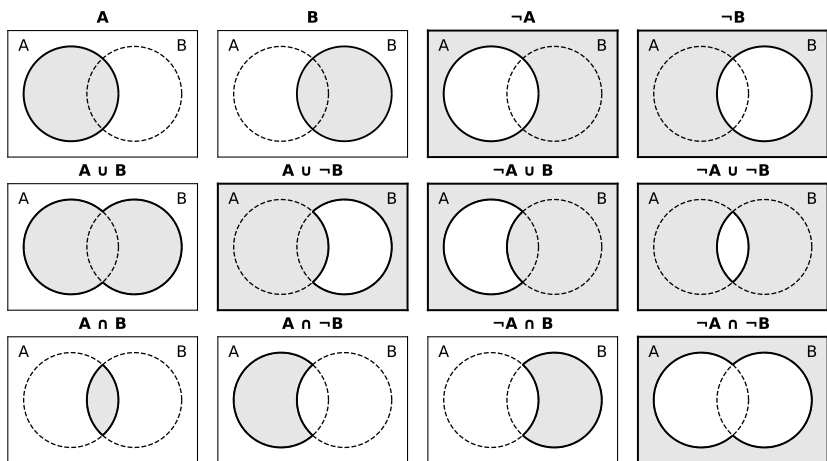 A B ¬A ¬B
A B A B A B A B
A ∪ B A ∪ ¬B ¬A ∪ B ¬A ∪ ¬B
A B A B A B A B
A ∩ B A ∩ ¬B ¬A ∩ B ¬A ∩ ¬B
A B A B A B A B